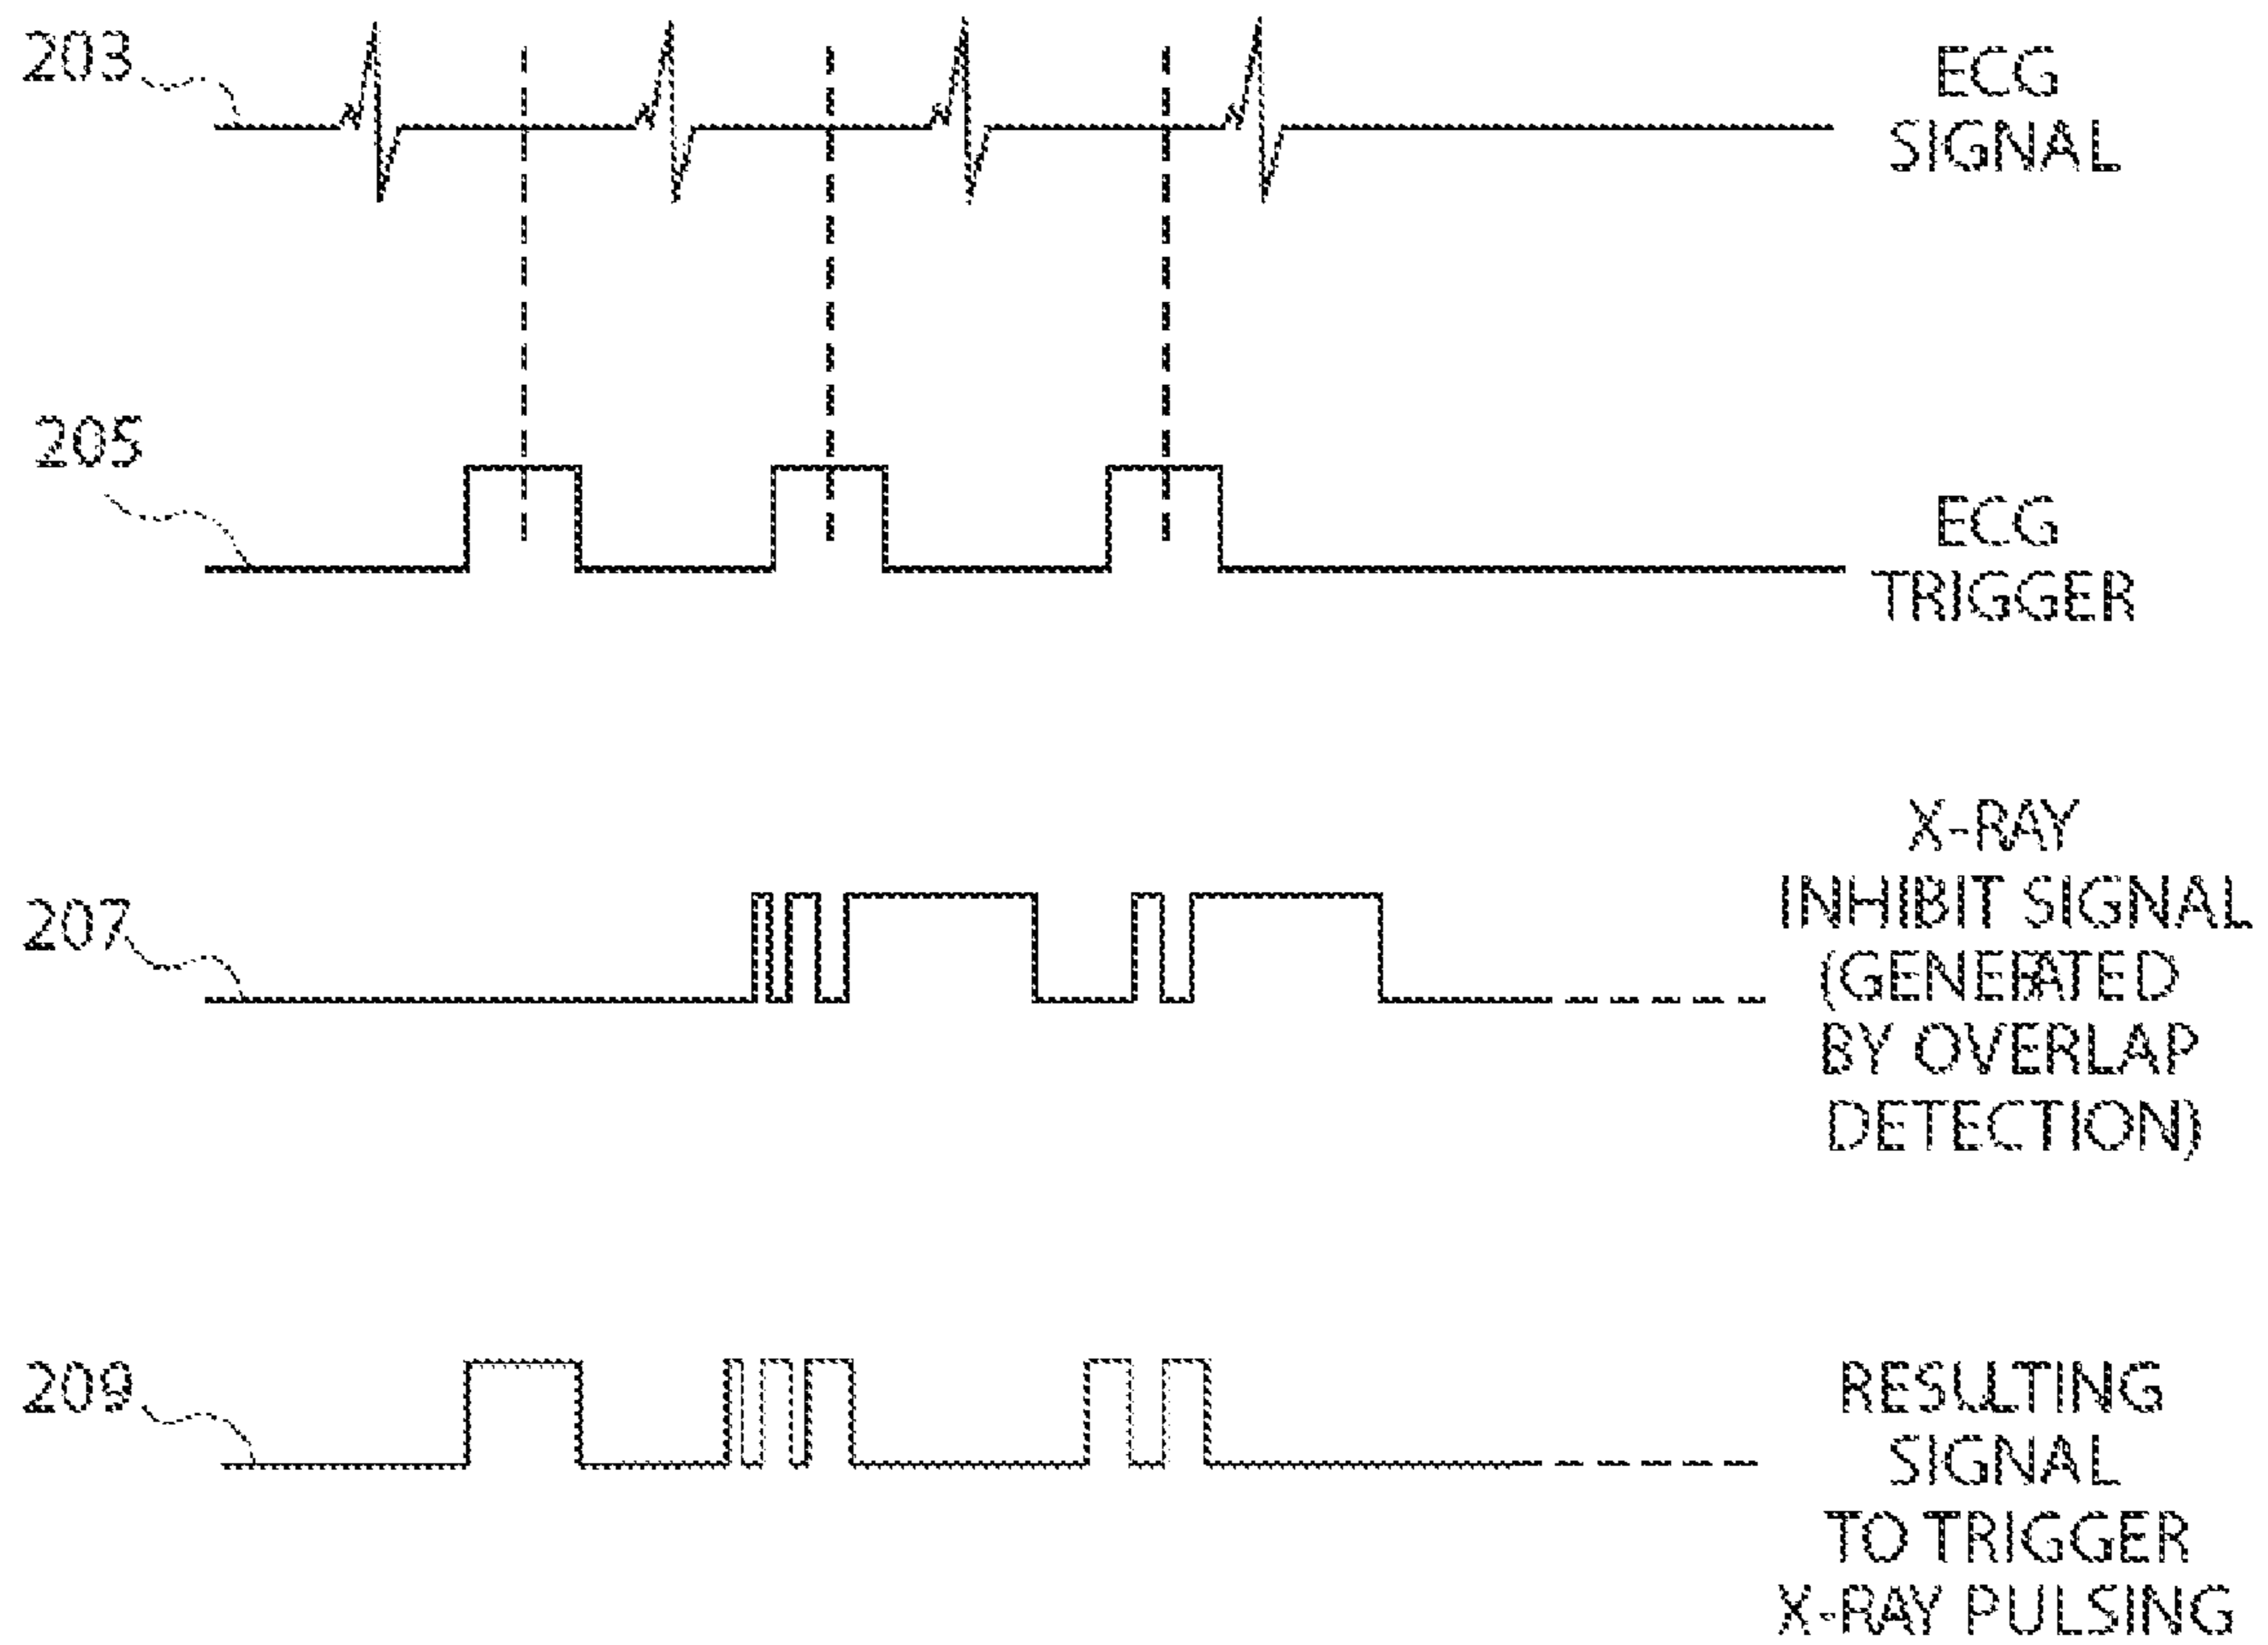 203
ECG
SIGNAL
205
ECG
TRIGGER
207
X-RAY
INHIBIT SIGNAL
(GENERATED
BY OVERLAP
DETECTION)
209
RESULTING
SIGNAL
TO TRIGGER
X-RAY PULSING